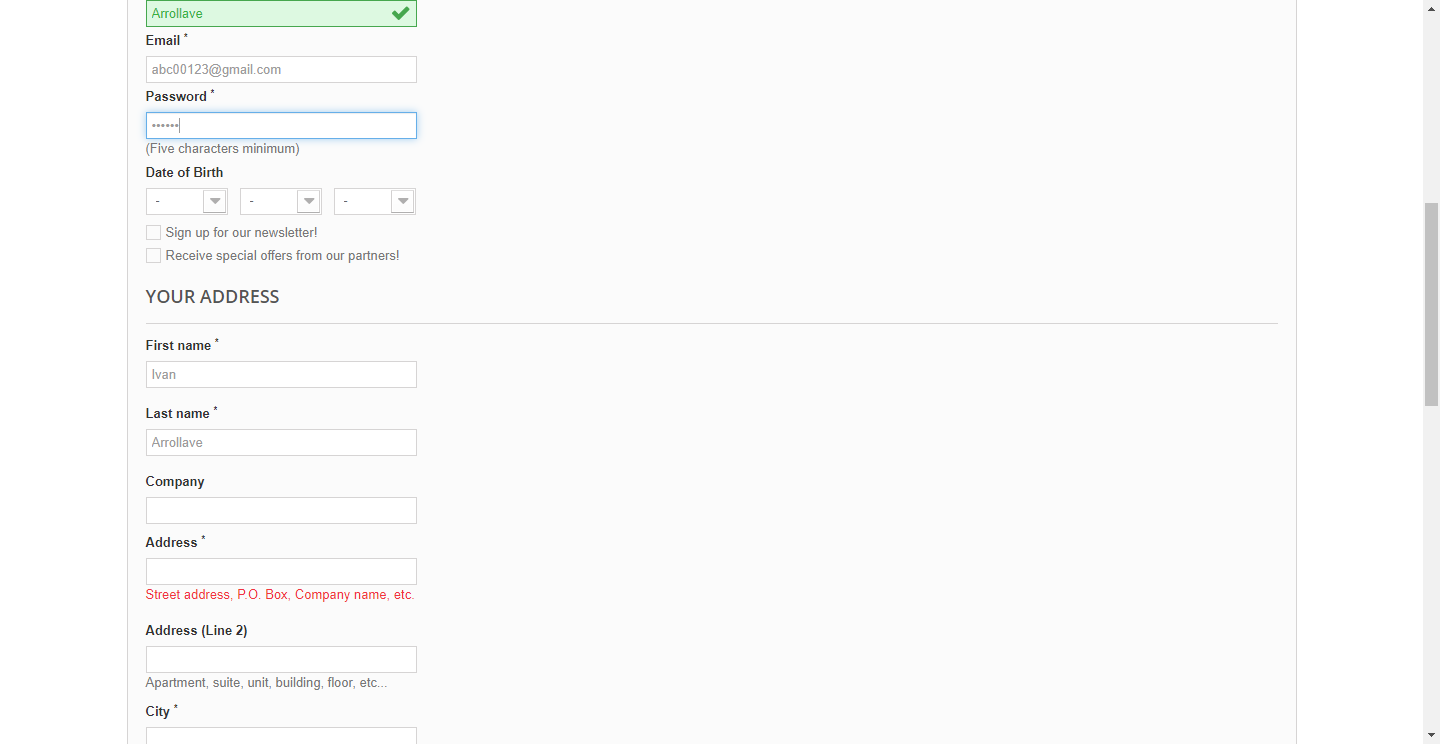 Arrollave
Email *
abc00123@gmail.com
Password *
••••••
(Five characters minimum)
Date of Birth
- - -
Sign up for our newsletter!
Receive special offers from our partners!
YOUR ADDRESS
First name *
Ivan
Last name *
Arrollave
Company
Address *
Street address, P.O. Box, Company name, etc.
Address (Line 2)
Apartment, suite, unit, building, floor, etc...
City *